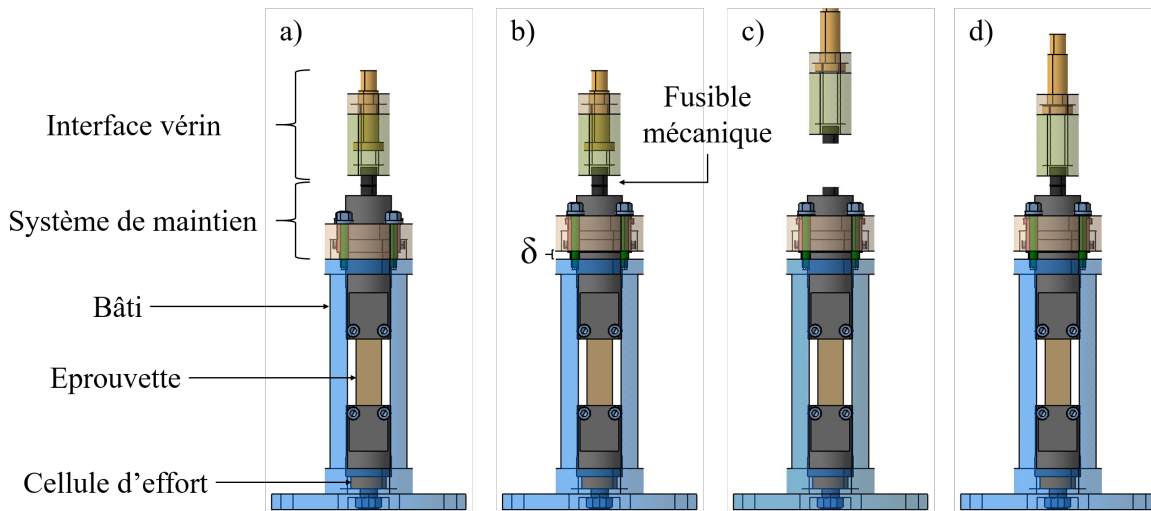 a)
b)
c)
d)
Interface vérin
Fusible
mécanique
Système de maintien
δ
Bâti
Eprouvette
Cellule d'effort